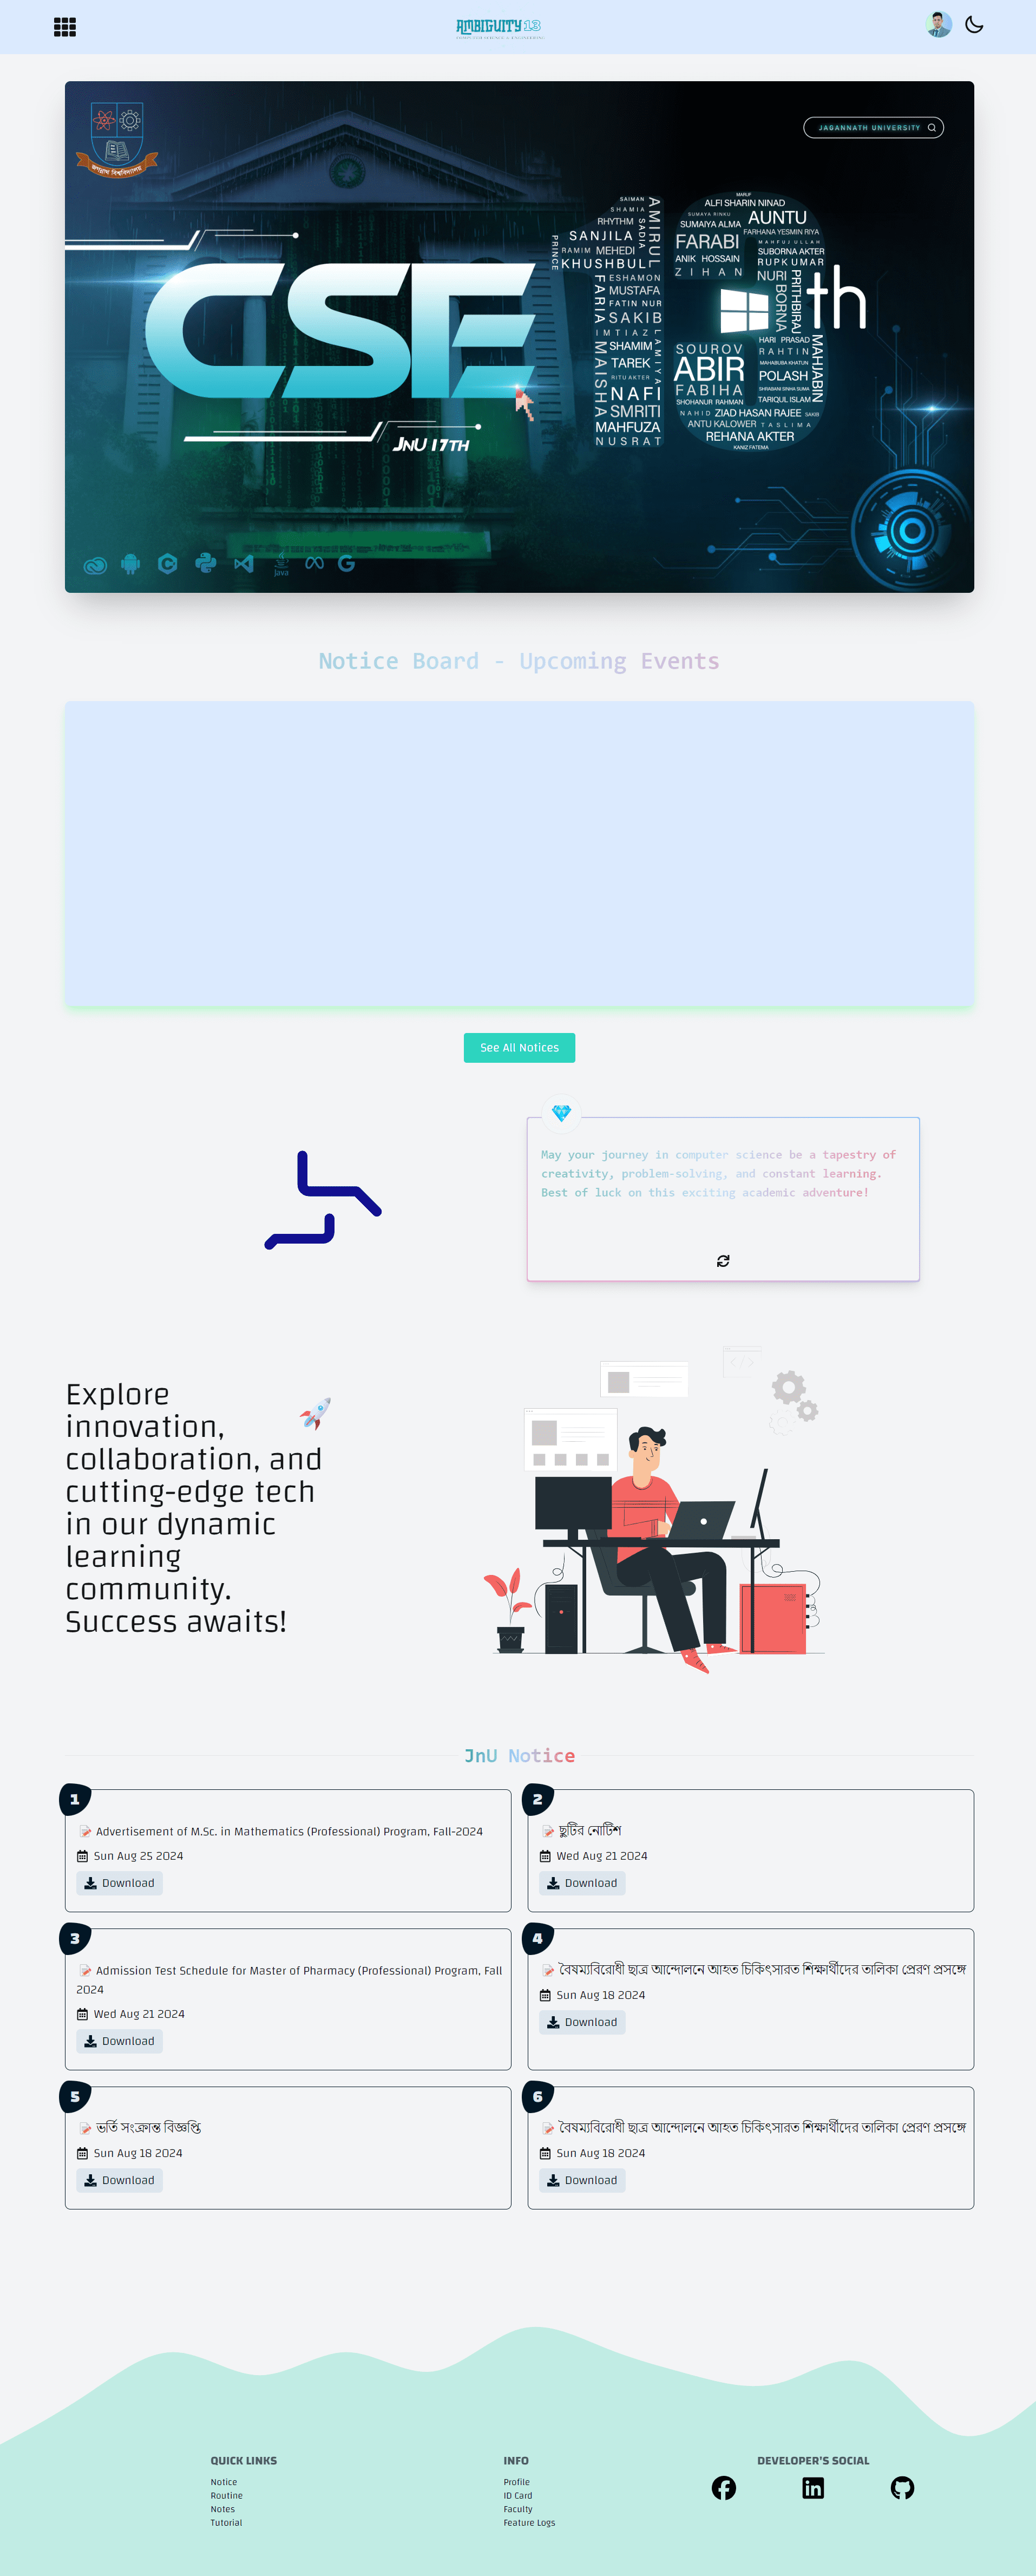 AMBIGUITY 13
COMPUTER SCIENCE & ENGINEERING
জগন্নাথ বিশ্ববিদ্যালয়
JAGANNATH UNIVERSITY
CSE
th
JnU 17TH
SAIMAN
SHAMIA
RHYTHM
SADIA
AMIRUL
SANJILA
PRINCE
RAMIM MEHEDI
KHUSHBUL
FARIA
ESHAMON
MUSTAFA
FATIN NUR
SAKIB
IMTIAZ
LAMIYA
MAISHA
SHAMIM
TAREK
RITU AKTER
NAFI
SMRITI
MAHFUZA
NUSRAT
MARUF
ALFI SHARIN NINAD
SUMAYA RINKU
AUNTU
SUMAIYA ALMA
FARHANA YESMIN RIYA
FARABI
MAHFUJ ULLAH
SUBORNA AKTER
ANIK HOSSAIN
RUPKUMAR
ZIHAN
NURI
BORNA
PRITHBIRAJ
HARI PRASAD
RAHTIN
MAHJABIN
SOUROV
MAHABUBA KHATUN
ABIR
POLASH
SHRABANI SINHA SUMA
FABIHA
TARIQUL ISLAM
SHOHANUR RAHMAN
NAHID
ZIAD HASAN RAJEE
SAKIB
ANTU KALOWER
TASLIMA
REHANA AKTER
KANIZ FATEMA
Java
Notice Board - Upcoming Events
See All Notices
May your journey in computer science be a tapestry of
creativity, problem-solving, and constant learning.
Best of luck on this exciting academic adventure!
Explore
innovation,
collaboration, and
cutting-edge tech
in our dynamic
learning
community.
Success awaits!
JnU Notice
1
📝 Advertisement of M.Sc. in Mathematics (Professional) Program, Fall-2024
Sun Aug 25 2024
Download
2
📝 ছুটির নোটিশ
Wed Aug 21 2024
Download
3
📝 Admission Test Schedule for Master of Pharmacy (Professional) Program, Fall
2024
Wed Aug 21 2024
Download
4
📝 বৈষম্যবিরোধী ছাত্র আন্দোলনে আহত চিকিৎসারত শিক্ষার্থীদের তালিকা প্রেরণ প্রসঙ্গে
Sun Aug 18 2024
Download
5
📝 ভর্তি সংক্রান্ত বিজ্ঞপ্তি
Sun Aug 18 2024
Download
6
📝 বৈষম্যবিরোধী ছাত্র আন্দোলনে আহত চিকিৎসারত শিক্ষার্থীদের তালিকা প্রেরণ প্রসঙ্গে
Sun Aug 18 2024
Download
QUICK LINKS
Notice
Routine
Notes
Tutorial
INFO
Profile
ID Card
Faculty
Feature Logs
DEVELOPER'S SOCIAL